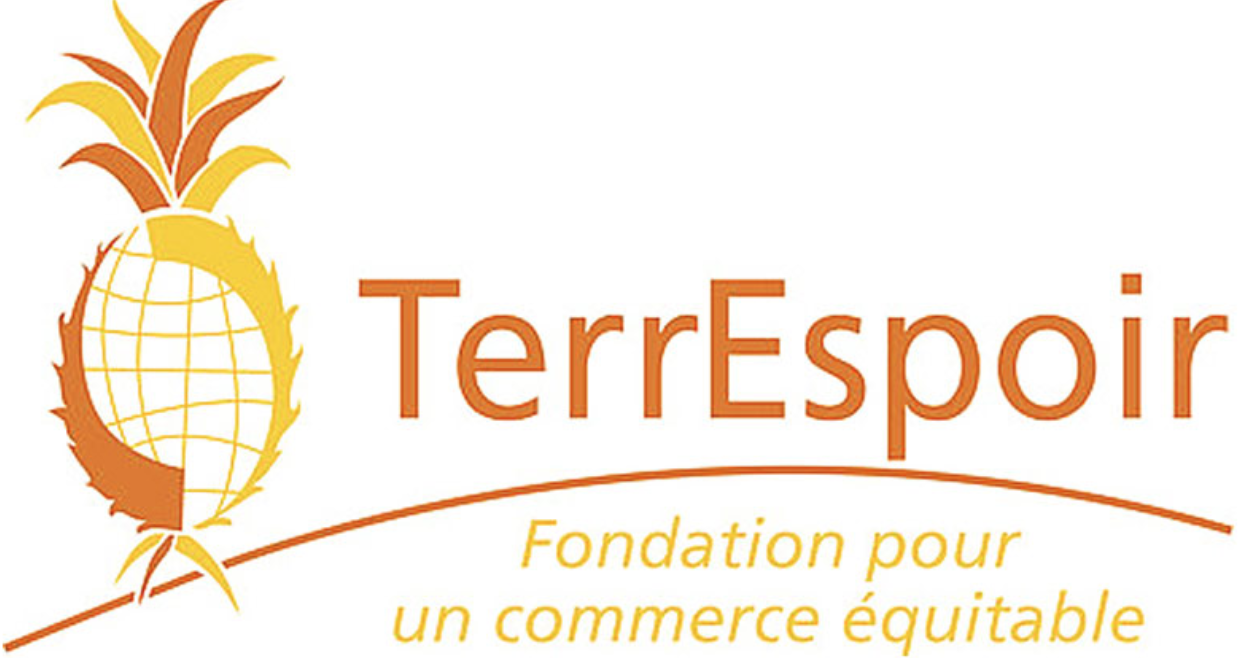 TerrEspoir
Fondation pour
un commerce équitable